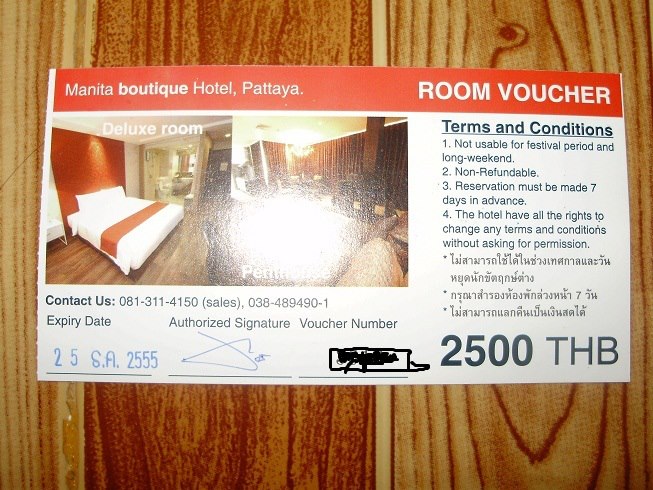 Manita boutique Hotel, Pattaya.
ROOM VOUCHER
Deluxe room
Penthouse
Terms and Conditions
1. Not usable for festival period and
long-weekend.
2. Non-Refundable.
3. Reservation must be made 7
days in advance.
4. The hotel have all the rights to
change any terms and conditions
without asking for permission.
* ไม่สามารถใช้ได้ในช่วงเทศกาลและวัน
หยุดนักขัตฤกษ์ต่าง
* กรุณาสำรองห้องพักล่วงหน้า 7 วัน
* ไม่สามารถแลกคืนเป็นเงินสดได้
Contact Us: 081-311-4150 (sales), 038-489490-1
Expiry Date Authorized Signature Voucher Number
25 ธ.ค. 2555
2500 THB